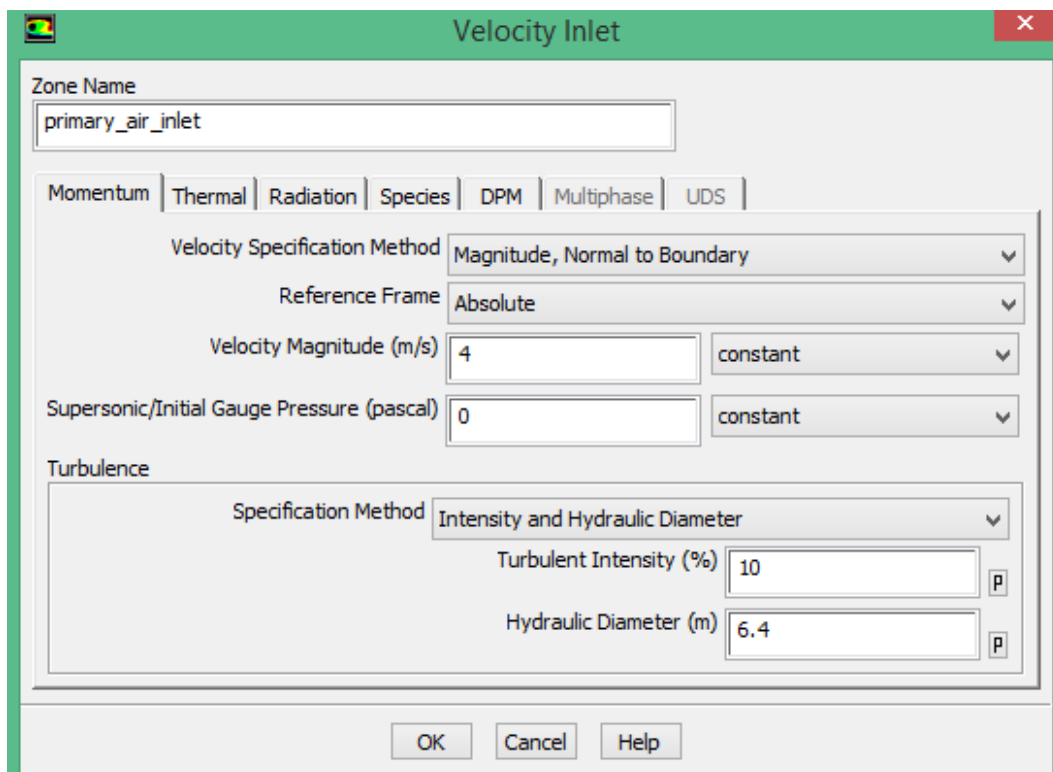 Velocity Inlet
Zone Name
primary_air_inlet
Momentum Thermal Radiation Species DPM Multiphase UDS
Velocity Specification Method Magnitude, Normal to Boundary
Reference Frame Absolute
Velocity Magnitude (m/s) 4 constant
Supersonic/Initial Gauge Pressure (pascal) 0 constant
Turbulence
Specification Method Intensity and Hydraulic Diameter
Turbulent Intensity (%) 10 P
Hydraulic Diameter (m) 6.4 P
OK Cancel Help